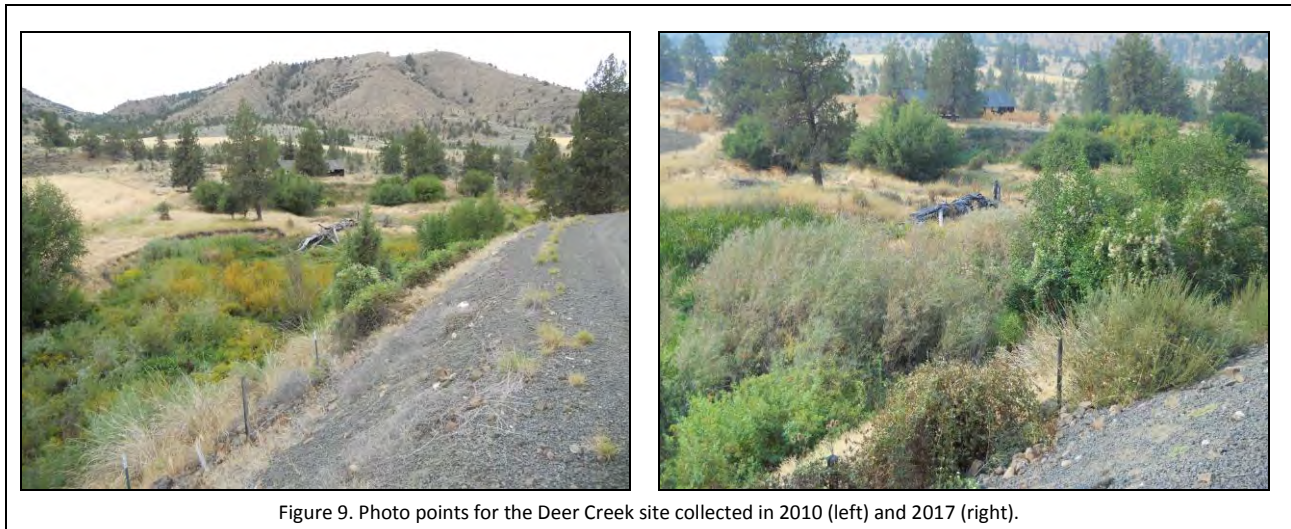 Figure 9. Photo points for the Deer Creek site collected in 2010 (left) and 2017 (right).